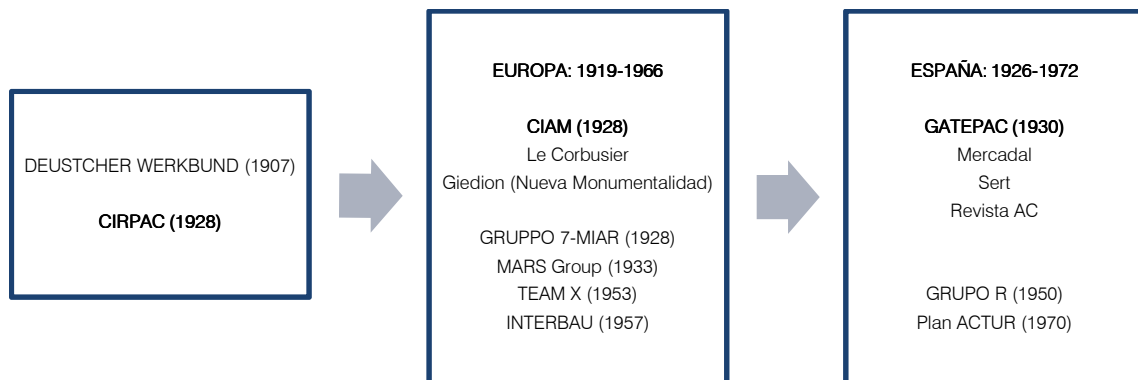 DEUSTCHER WERKBUND (1907)
CIRPAC (1928)
EUROPA: 1919-1966
CIAM (1928)
Le Corbusier
Giedion (Nueva Monumentalidad)
GRUPPO 7-MIAR (1928)
MARS Group (1933)
TEAM X (1953)
INTERBAU (1957)
ESPAÑA: 1926-1972
GATEPAC (1930)
Mercadal
Sert
Revista AC
GRUPO R (1950)
Plan ACTUR (1970)